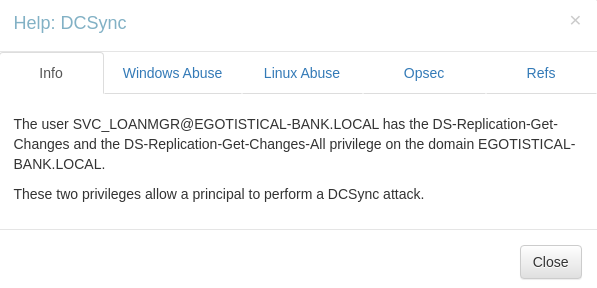 Help: DCSync
×
Info
Windows Abuse
Linux Abuse
Opsec
Refs
The user SVC_LOANMGR@EGOTISTICAL-BANK.LOCAL has the DS-Replication-Get-
Changes and the DS-Replication-Get-Changes-All privilege on the domain EGOTISTICAL-
BANK.LOCAL.
These two privileges allow a principal to perform a DCSync attack.
Close